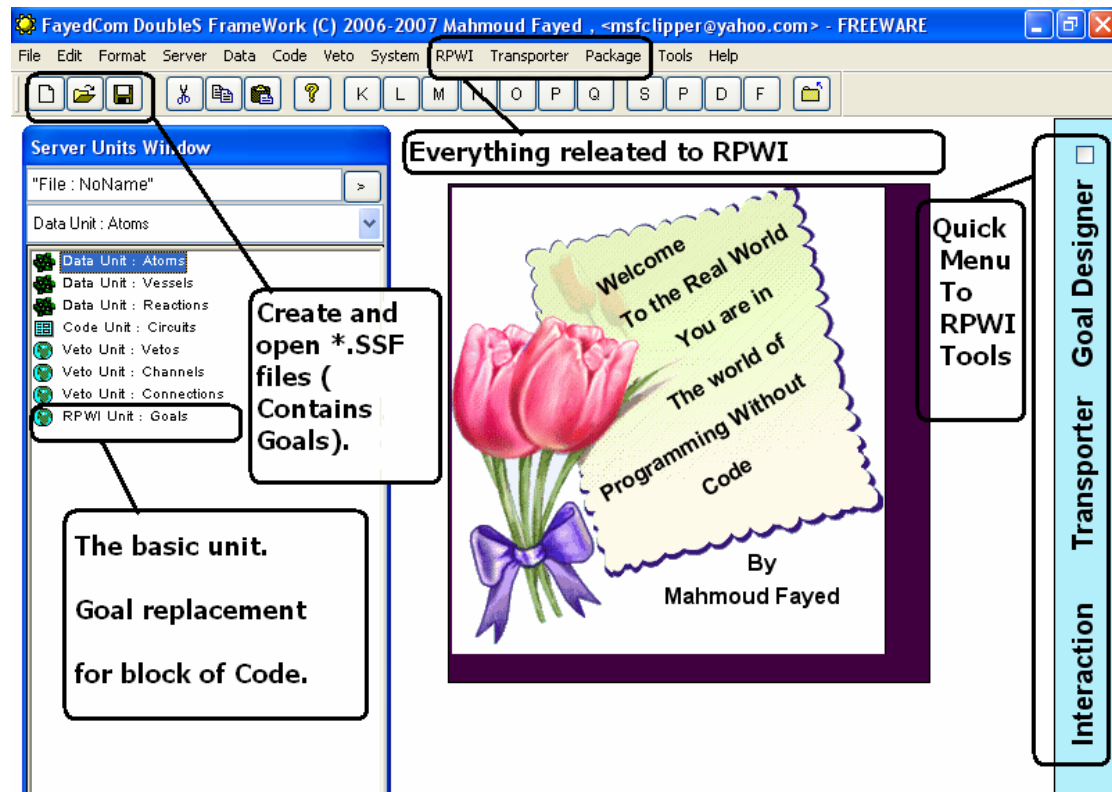 FayedCom DoubleS FrameWork (C) 2006-2007 Mahmoud Fayed , <msfclipper@yahoo.com> - FREEWARE
File Edit Format Server Data Code Veto System RPWI Transporter Package Tools Help
K L M N O P Q S P D F
Server Units Window
"File : NoName"
>
Data Unit : Atoms
Data Unit : Atoms
Data Unit : Vessels
Data Unit : Reactions
Code Unit : Circuits
Veto Unit : Vetos
Veto Unit : Channels
Veto Unit : Connections
RPWI Unit : Goals
Create and
open *.SSF
files (
Contains
Goals).
The basic unit.
Goal replacement
for block of Code.
Everything releated to RPWI
Welcome
To the Real World
You are in
The world of
Programming Without
Code
By
Mahmoud Fayed
Quick
Menu
To
RPWI
Tools
Goal Designer
Transporter
Interaction